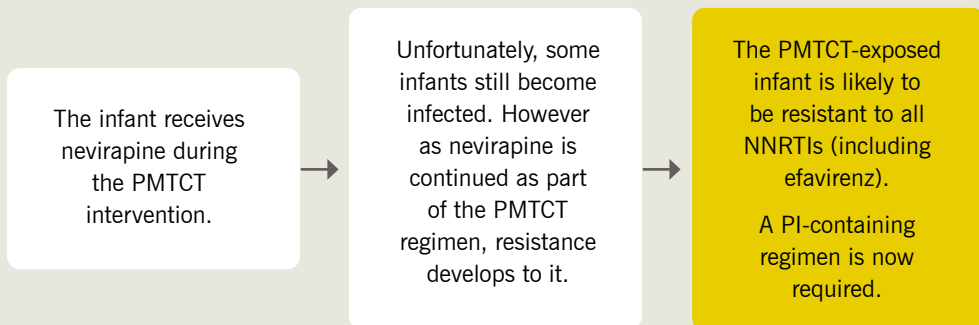 The infant receives
nevirapine during
the PMTCT
intervention.
Unfortunately, some
infants still become
infected. However
as nevirapine is
continued as part
of the PMTCT
regimen, resistance
develops to it.
The PMTCT-exposed
infant is likely to
be resistant to all
NNRTIs (including
efavirenz).
A PI-containing
regimen is now
required.